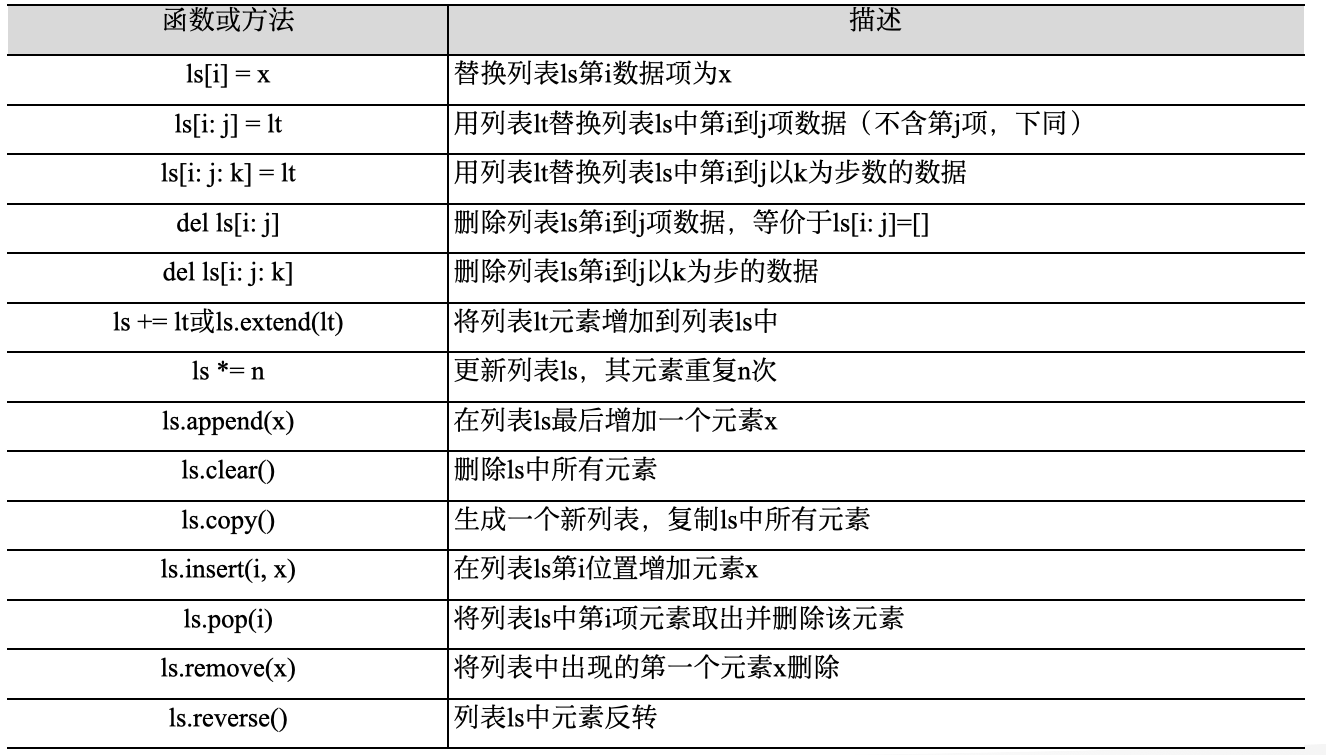 函数或方法 描述
ls[i] = x 替换列表ls第i数据项为x
ls[i: j] = lt 用列表lt替换列表ls中第i到j项数据（不含第j项，下同）
ls[i: j: k] = lt 用列表lt替换列表ls中第i到j以k为步数的数据
del ls[i: j] 删除列表ls第i到j项数据，等价于ls[i: j]=[]
del ls[i: j: k] 删除列表ls第i到j以k为步的数据
ls += lt或ls.extend(lt) 将列表lt元素增加到列表ls中
ls *= n 更新列表ls，其元素重复n次
ls.append(x) 在列表ls最后增加一个元素x
ls.clear() 删除ls中所有元素
ls.copy() 生成一个新列表，复制ls中所有元素
ls.insert(i, x) 在列表ls第i位置增加元素x
ls.pop(i) 将列表ls中第i项元素取出并删除该元素
ls.remove(x) 将列表中出现的第一个元素x删除
ls.reverse() 列表ls中元素反转